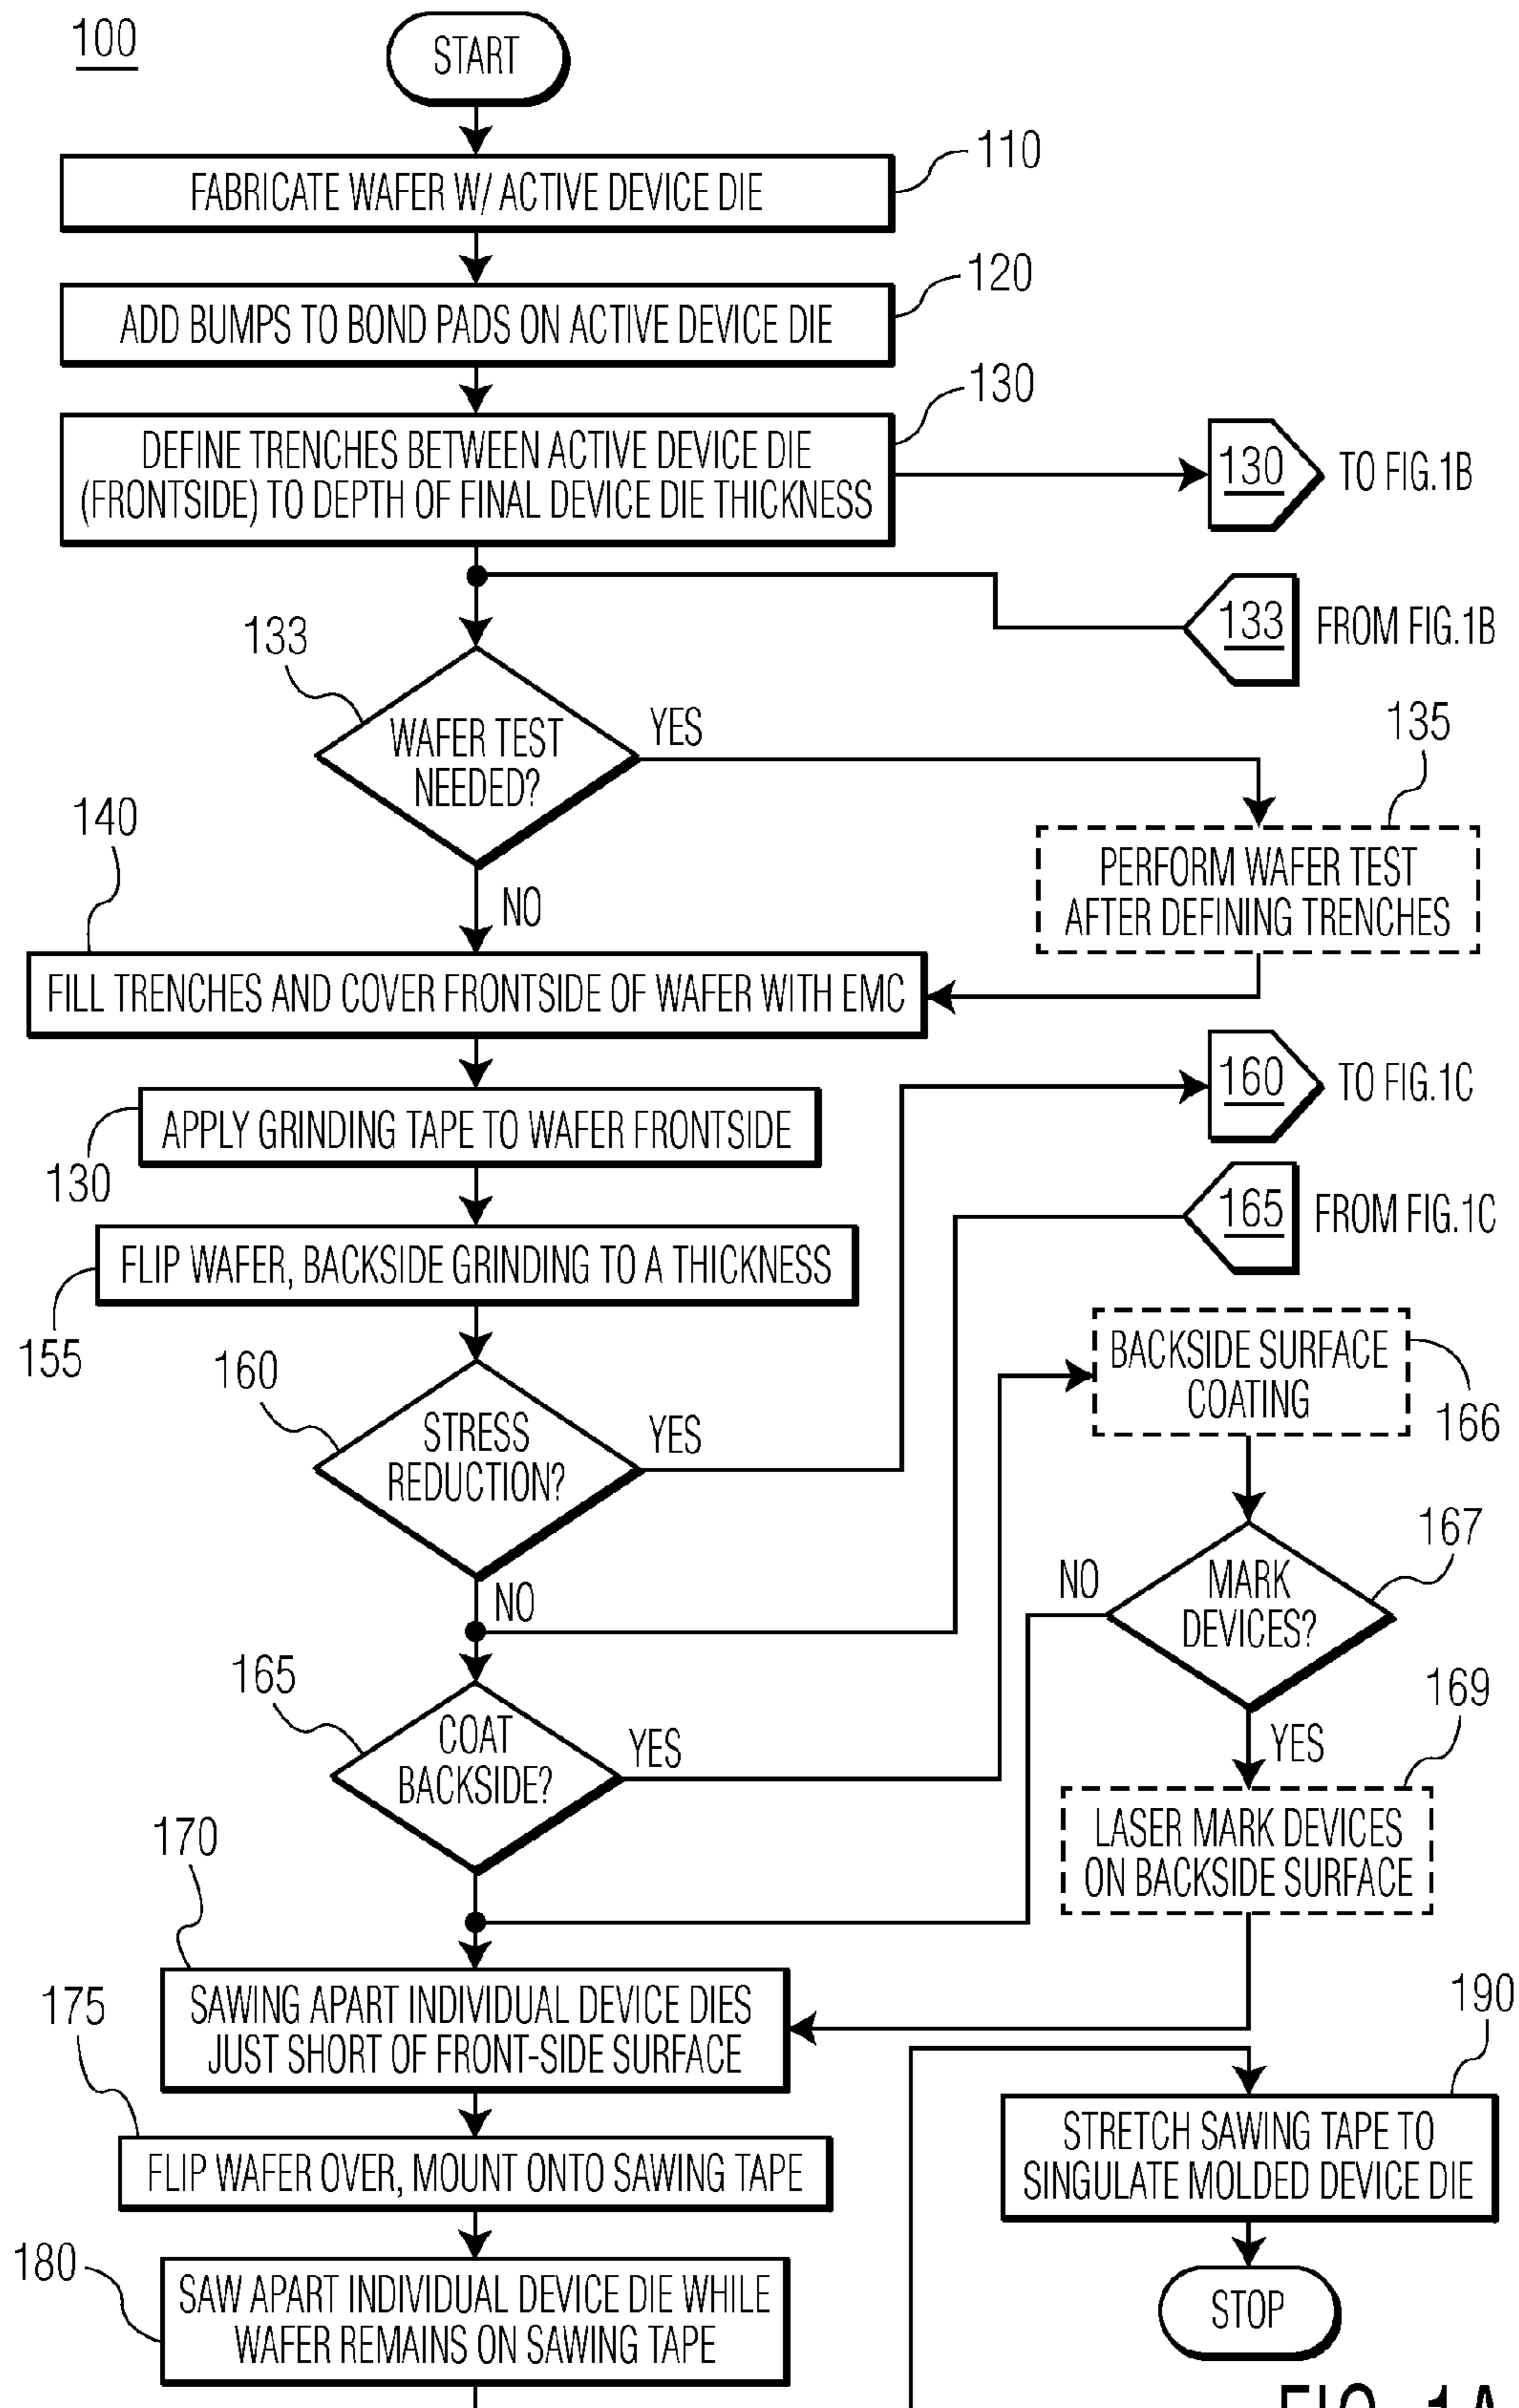 100
START
110
FABRICATE WAFER W/ ACTIVE DEVICE DIE
120
ADD BUMPS TO BOND PADS ON ACTIVE DEVICE DIE
130
DEFINE TRENCHES BETWEEN ACTIVE DEVICE DIE
(FRONTSIDE) TO DEPTH OF FINAL DEVICE DIE THICKNESS
130 TO FIG.1B
133 FROM FIG.1B
133
WAFER TEST
NEEDED?
YES
NO
135
PERFORM WAFER TEST
AFTER DEFINING TRENCHES
140
FILL TRENCHES AND COVER FRONTSIDE OF WAFER WITH EMC
APPLY GRINDING TAPE TO WAFER FRONTSIDE
130
160 TO FIG.1C
165 FROM FIG.1C
FLIP WAFER, BACKSIDE GRINDING TO A THICKNESS
155
160
STRESS
REDUCTION?
YES
NO
BACKSIDE SURFACE
COATING
166
167
MARK
DEVICES?
NO
YES
165
COAT
BACKSIDE?
YES
169
LASER MARK DEVICES
ON BACKSIDE SURFACE
170
SAWING APART INDIVIDUAL DEVICE DIES
JUST SHORT OF FRONT-SIDE SURFACE
175
FLIP WAFER OVER, MOUNT ONTO SAWING TAPE
180
SAW APART INDIVIDUAL DEVICE DIE WHILE
WAFER REMAINS ON SAWING TAPE
190
STRETCH SAWING TAPE TO
SINGULATE MOLDED DEVICE DIE
STOP
FIG. 1A